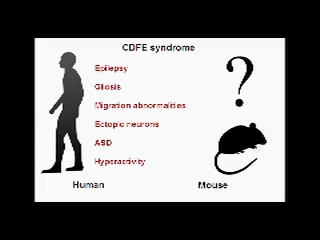 CDFE syndrome
Epilepsy
Gliosis
Migration abnormalities
Ectopic neurons
ASD
Hyperactivity
?
Human
Mouse